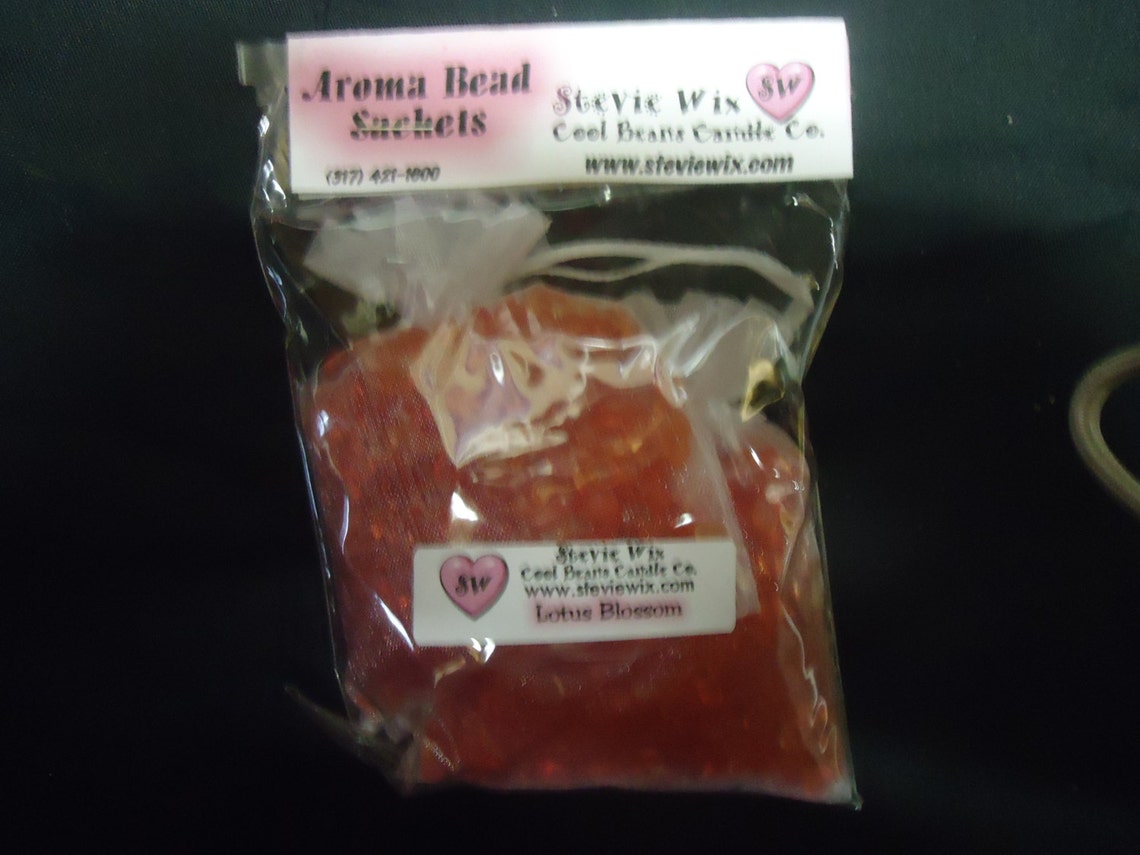 Aroma Bead
Sachets
(317) 421-1600
Stevie Wix
SW
Cool Beans Candle Co.
www.steviewix.com
SW
Stevie Wix
Cool Beans Candle Co.
www.steviewix.com
Lotus Blossom